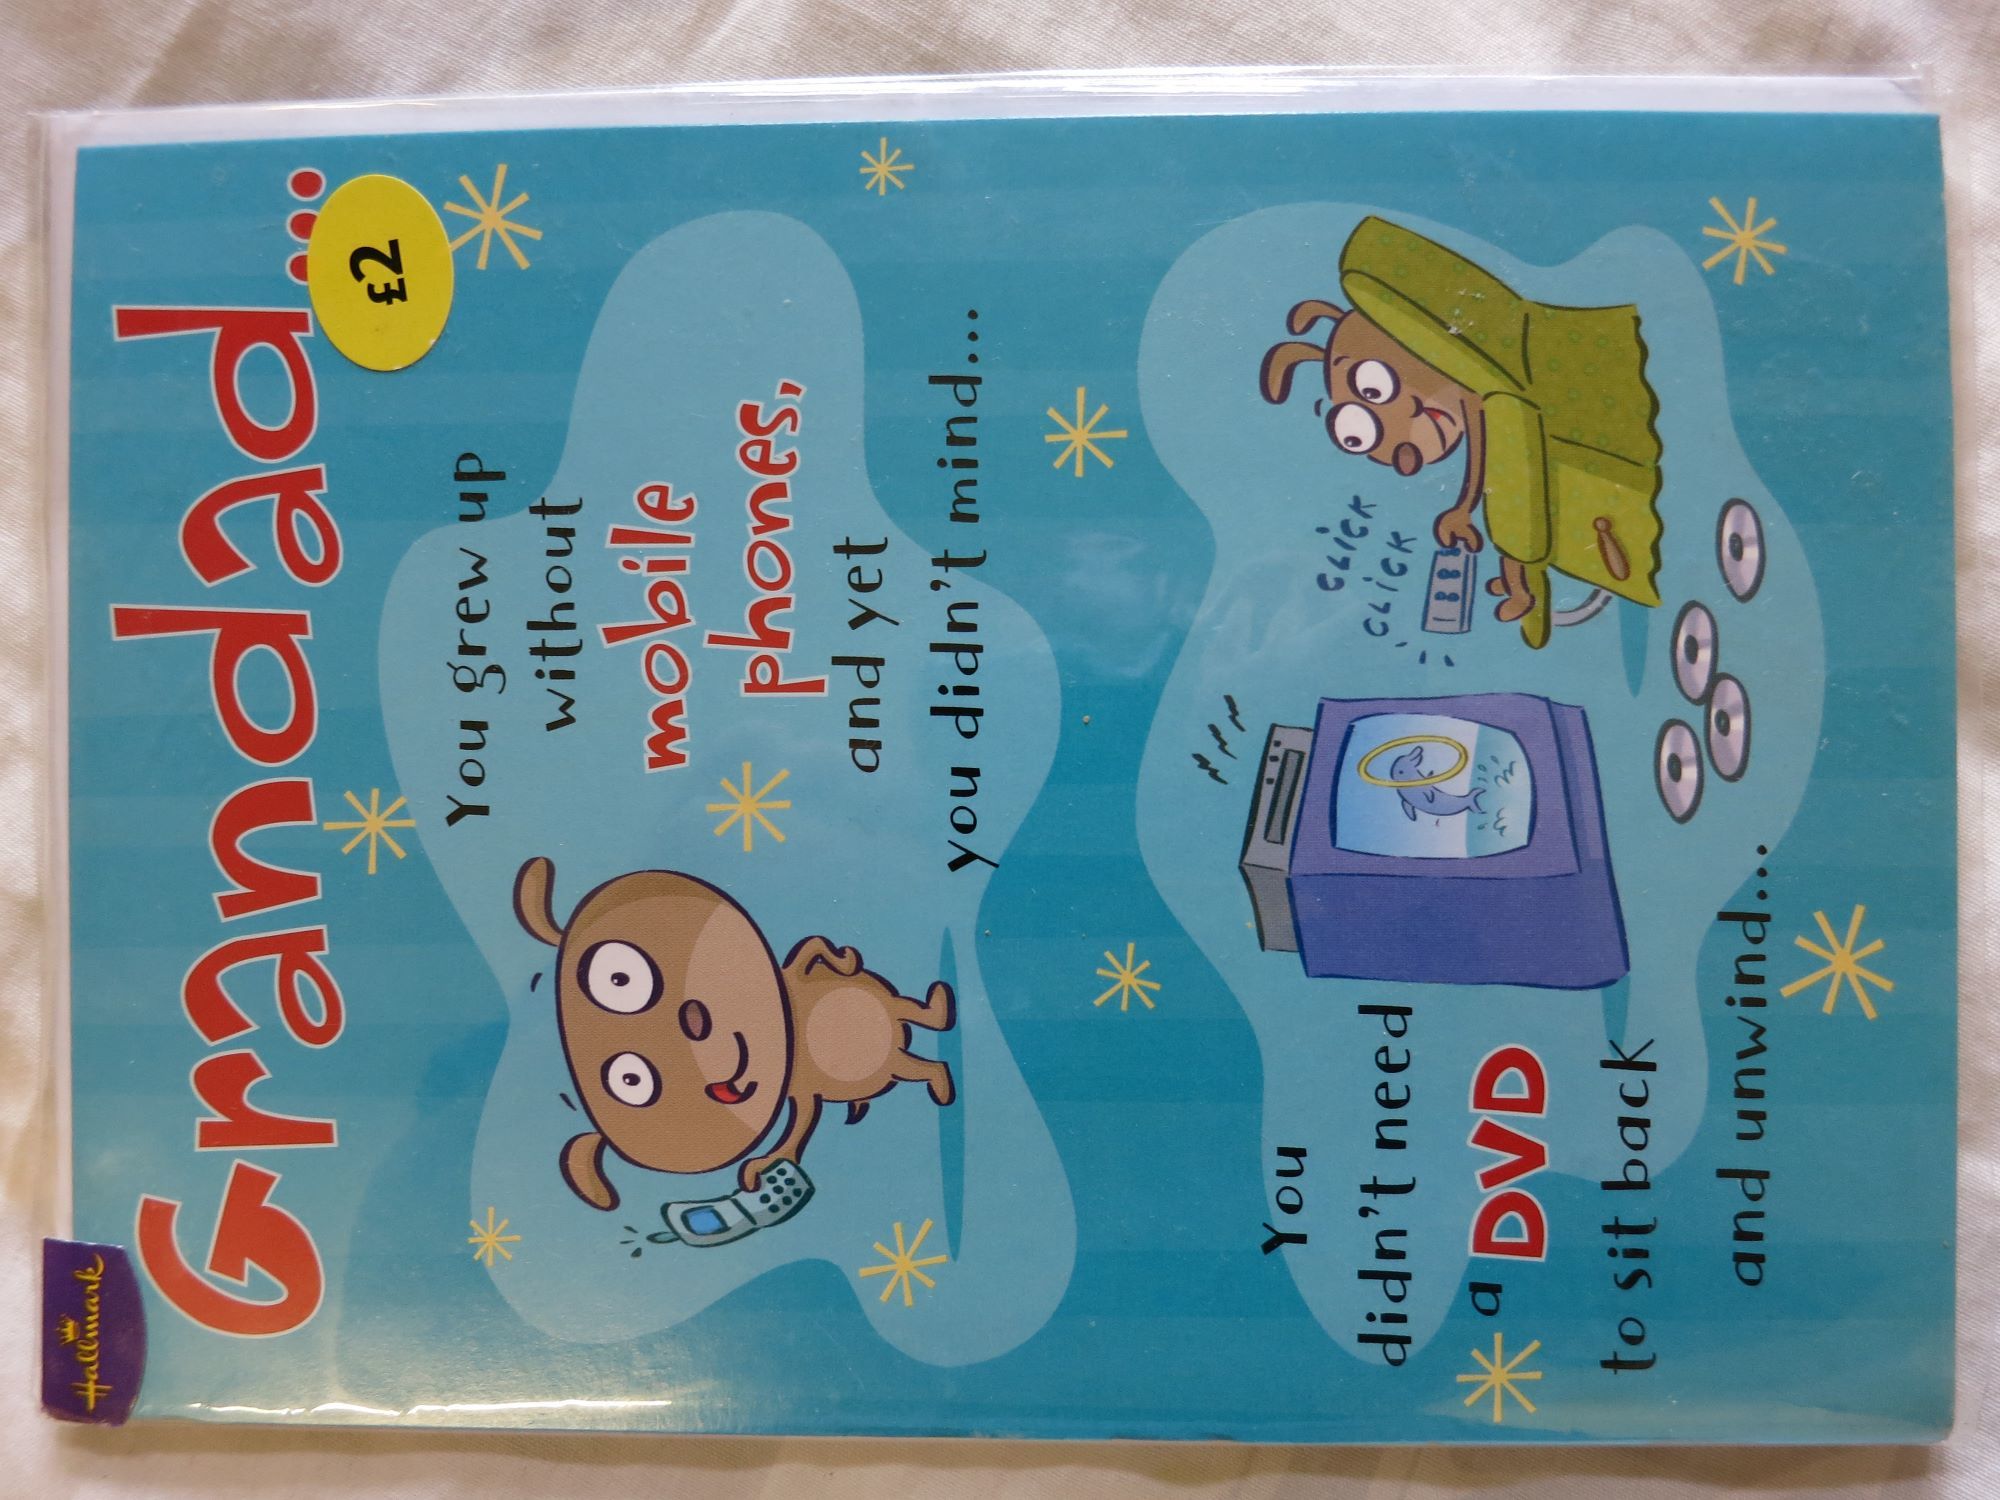 Hallmark
Grandad...
£2
You grew up
without
mobile
phones,
and yet
you didn't mind...
CLICK
CLICK
You
didn't need
a DVD
to sit back
and unwind...